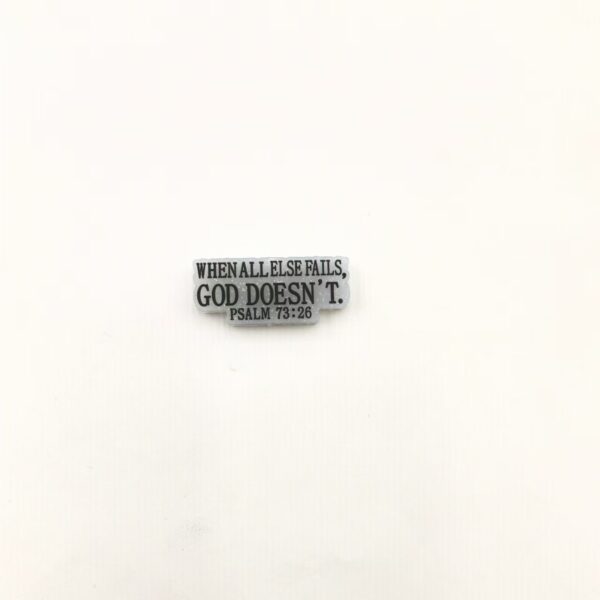 WHEN ALL ELSE FAILS,
GOD DOESN'T.
PSALM 73:26